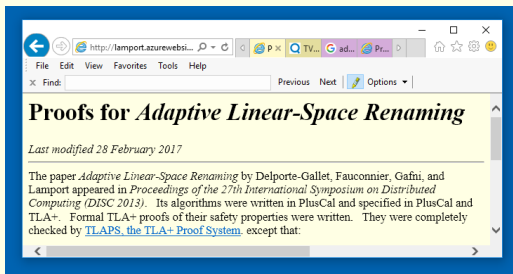 http://lamport.azurewebsi...
P
TV...
G ad...
Pr...
File Edit View Favorites Tools Help
Find:
Previous Next
Options
Proofs for Adaptive Linear-Space Renaming
Last modified 28 February 2017
The paper Adaptive Linear-Space Renaming by Delporte-Gallet, Fauconnier, Gafni, and
Lamport appeared in Proceedings of the 27th International Symposium on Distributed
Computing (DISC 2013). Its algorithms were written in PlusCal and specified in PlusCal and
TLA+. Formal TLA+ proofs of their safety properties were written. They were completely
checked by TLAPS, the TLA+ Proof System. except that: